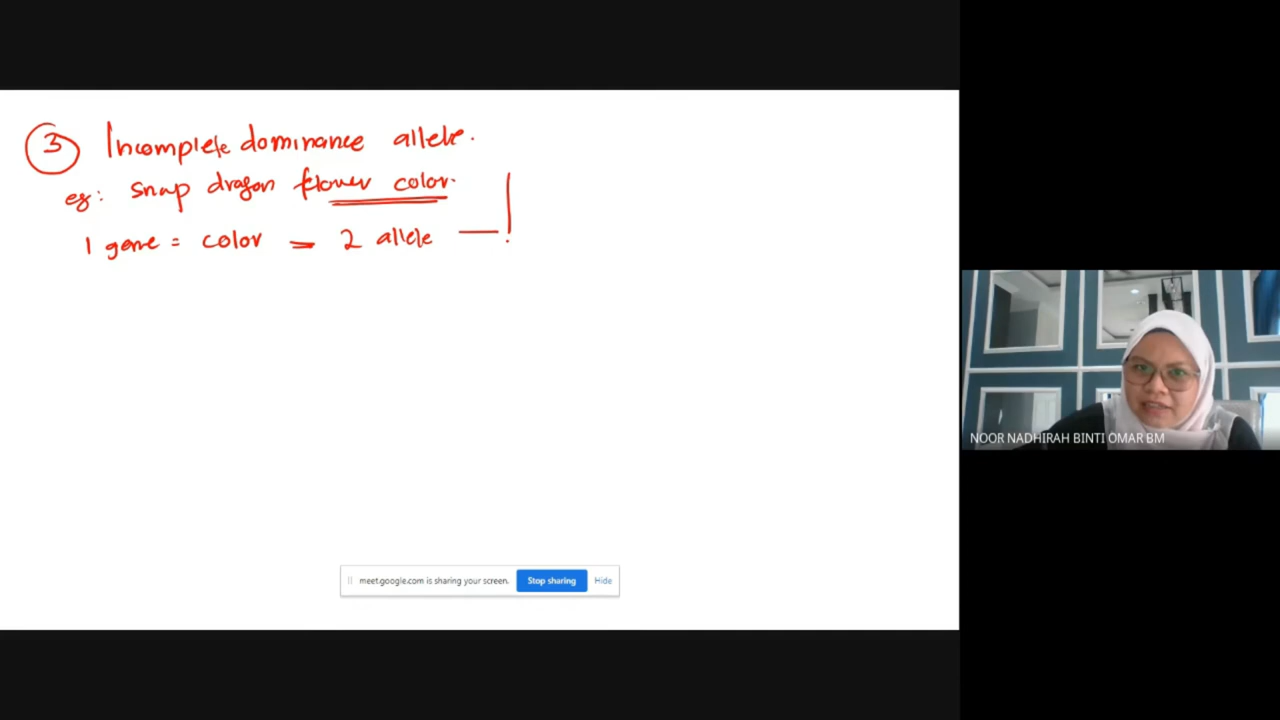 3 Incomplete dominance allele.
eg: snap dragon flower color.
1 gene = color - 2 allele
NOOR NADHIRAH BINTI OMAR BM
meet.google.com is sharing your screen. Stop sharing Hide